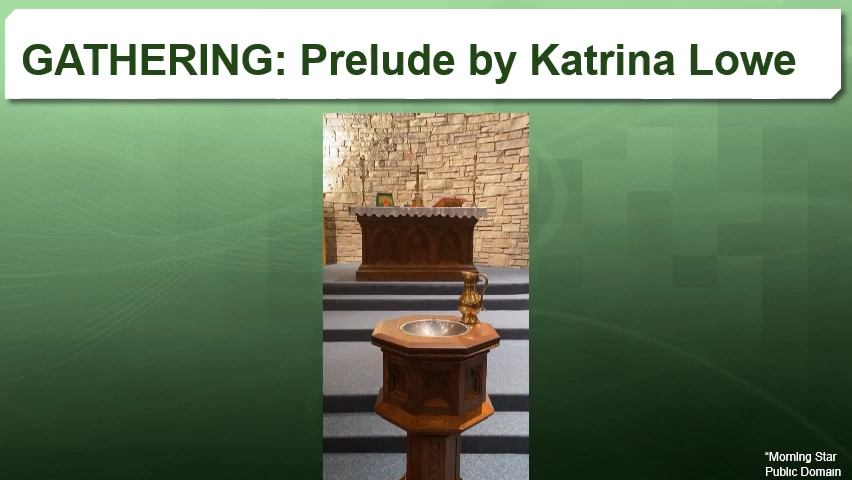 GATHERING: Prelude by Katrina Lowe
“Morning Star
Public Domain